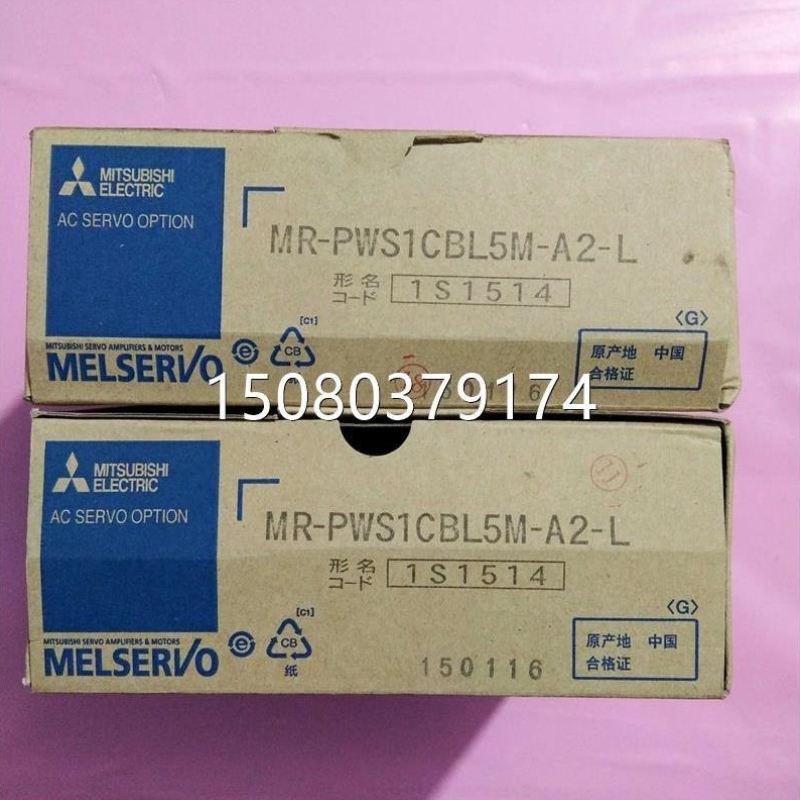 MITSUBISHI
ELECTRIC
AC SERVO OPTION
MR-PWS1CBL5M-A2-L
形名
コード
1S1514
〈G〉
[C1]
CB
e
原产地 中国
合格证
MITSUBISHI SERVO AMPLIFIERS & MOTORS
MELSERVO
150116
15080379174
MITSUBISHI
ELECTRIC
AC SERVO OPTION
MR-PWS1CBL5M-A2-L
形名
コード
1S1514
〈G〉
[C1]
CB
纸
e
原产地 中国
合格证
MITSUBISHI SERVO AMPLIFIERS & MOTORS
MELSERVO
150116